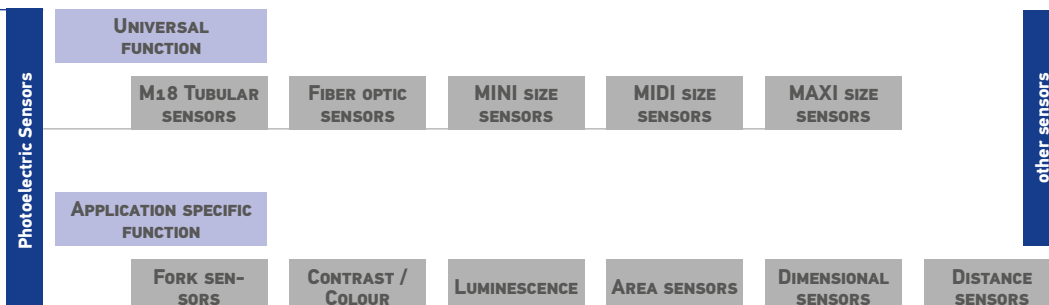 Photoelectric Sensors
Universal
function
M18 Tubular
sensors
Fiber optic
sensors
MINI size
sensors
MIDI size
sensors
MAXI size
sensors
other sensors
Application specific
function
Fork sen-
sors
Contrast /
Colour
Luminescence
Area sensors
Dimensional
sensors
Distance
sensors